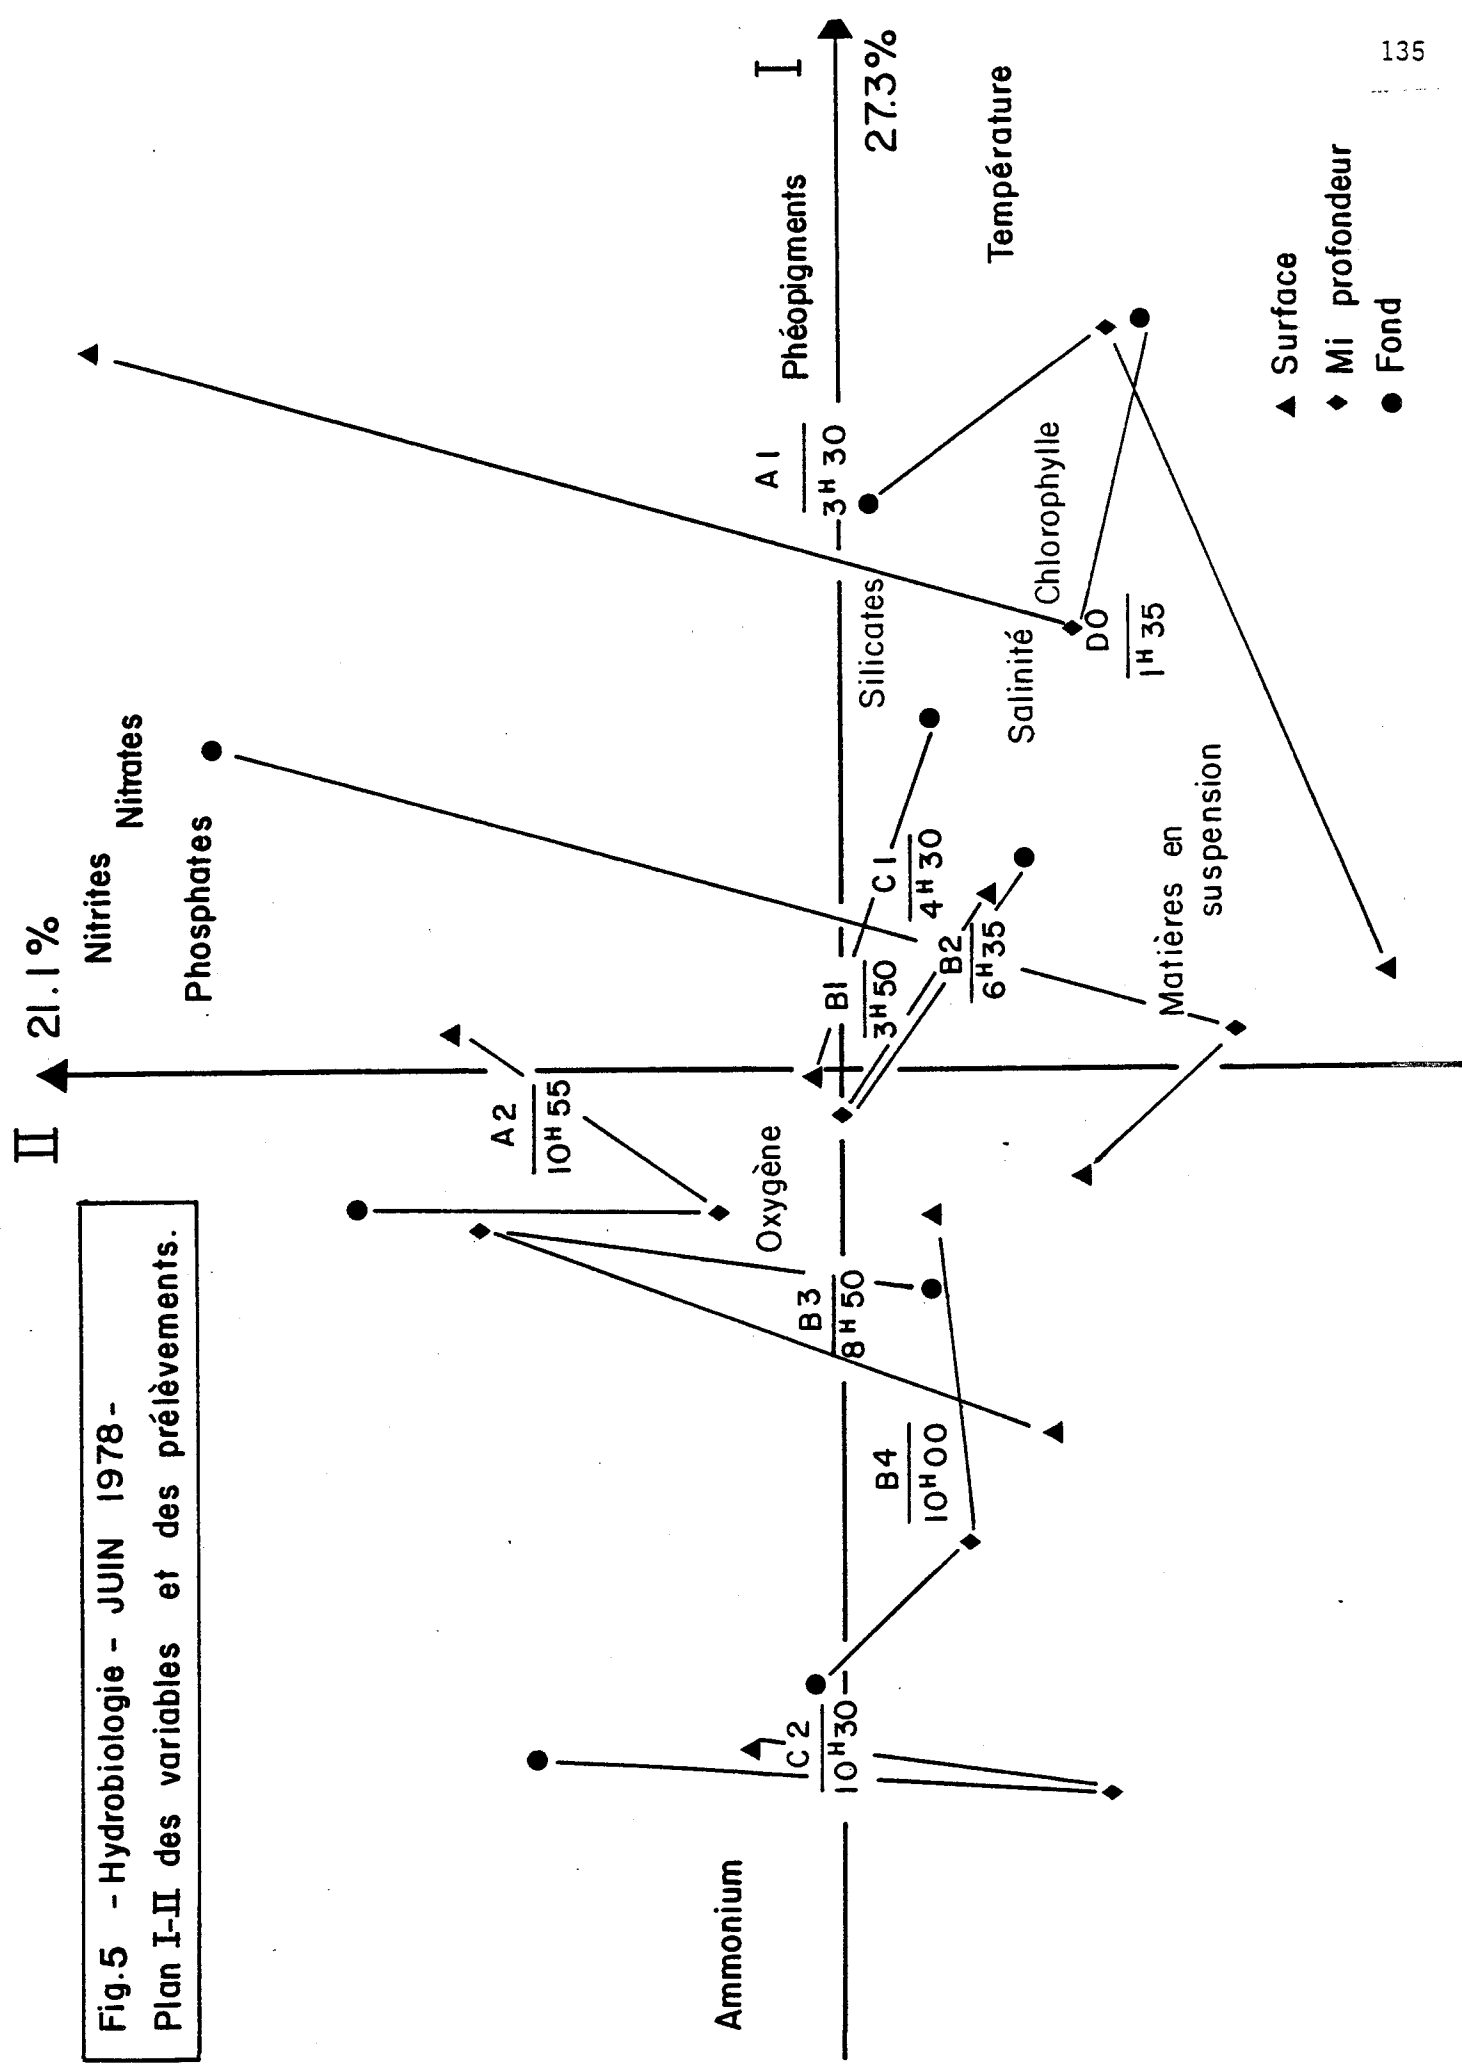 135
Fig.5 - Hydrobiologie - JUIN 1978 -
Plan I-II des variables et des prélèvements.
II
21.1%
Nitrites
Nitrates
Phosphates
A2
10H55
Oxygène
B3
8H50
B4
10H00
C2
10H30
Ammonium
B1
3H50
C1
4H30
B2
6H35
Silicates
Salinité
Chlorophylle
D0
1H35
Matières en
suspension
A1
3H30
Phéopigments
I
27.3%
Température
▲ Surface
◆ Mi profondeur
● Fond